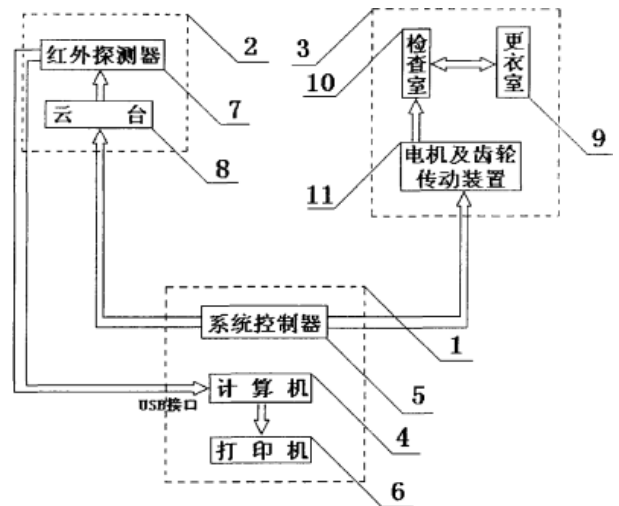 2
3
红外探测器
7
云 台
8
10
检查室
更衣室
9
11
电机及齿轮
传动装置
系统控制器
1
5
USB接口
计 算 机
4
打 印 机
6